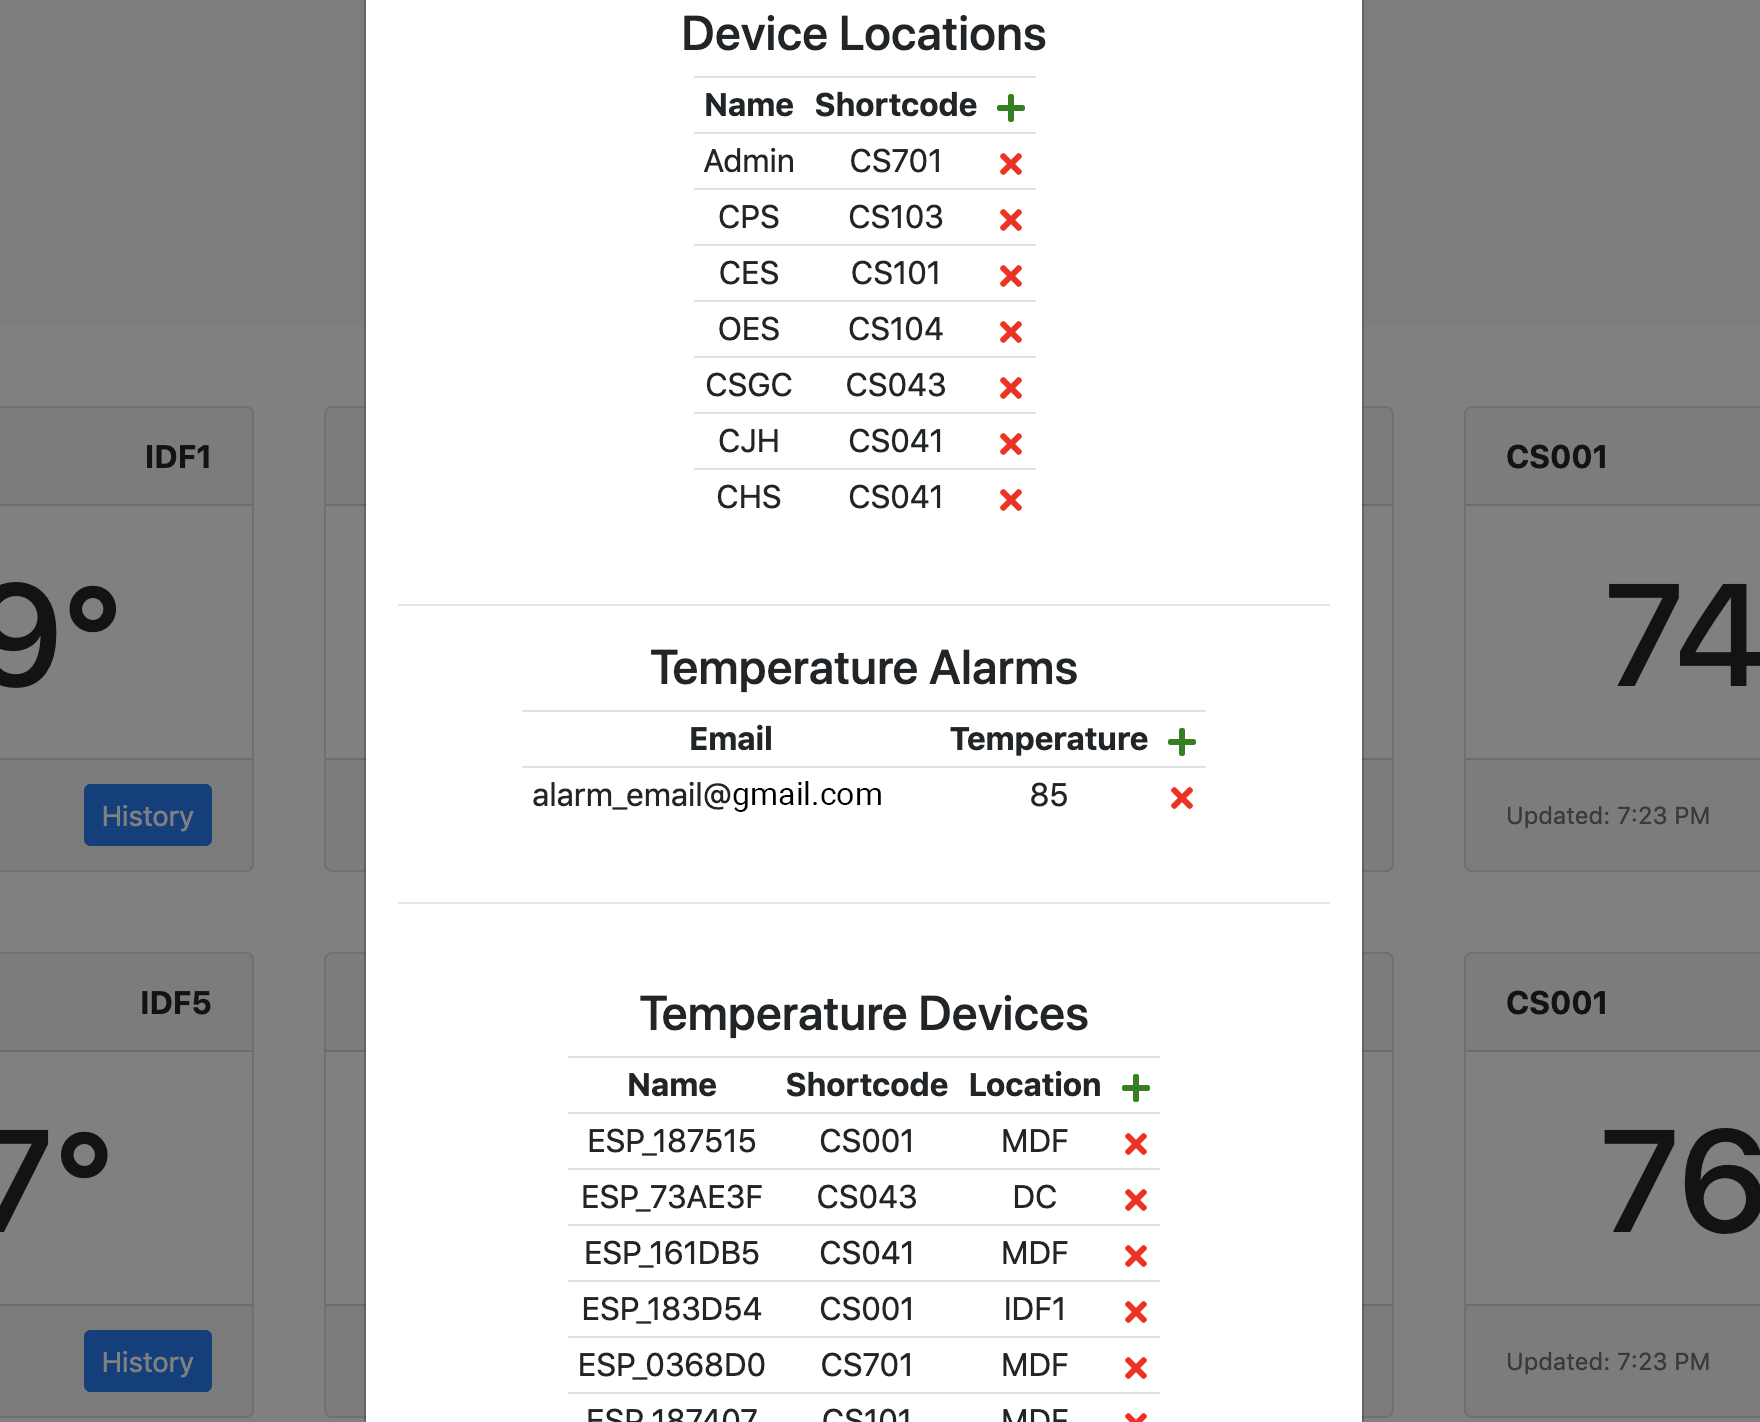 Device Locations
Name Shortcode
Admin CS701
CPS CS103
CES CS101
OES CS104
CSGC CS043
CJH CS041
CHS CS041
Temperature Alarms
Email Temperature
alarm_email@gmail.com 85
Temperature Devices
Name Shortcode Location
ESP_187515 CS001 MDF
ESP_73AE3F CS043 DC
ESP_161DB5 CS041 MDF
ESP_183D54 CS001 IDF1
ESP_0368D0 CS701 MDF
ESP_187407 CS101 MDF
IDF1
9°
History
IDF5
7°
History
CS001
74
Updated: 7:23 PM
CS001
76
Updated: 7:23 PM